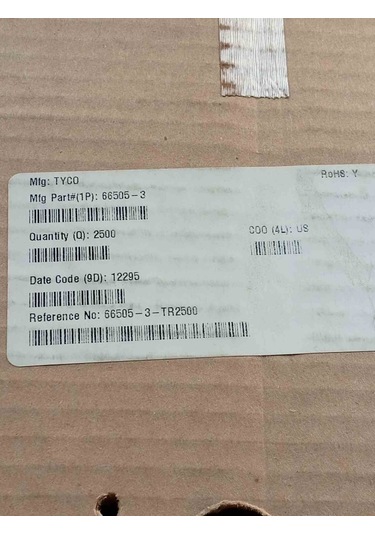 Mfg: TYCO
RoHS: Y
Mfg Part#(1P): 66505-3
Quantity (Q): 2500
COO (4L): US
Date Code (9D): 12295
Reference No: 66505-3-TR2500